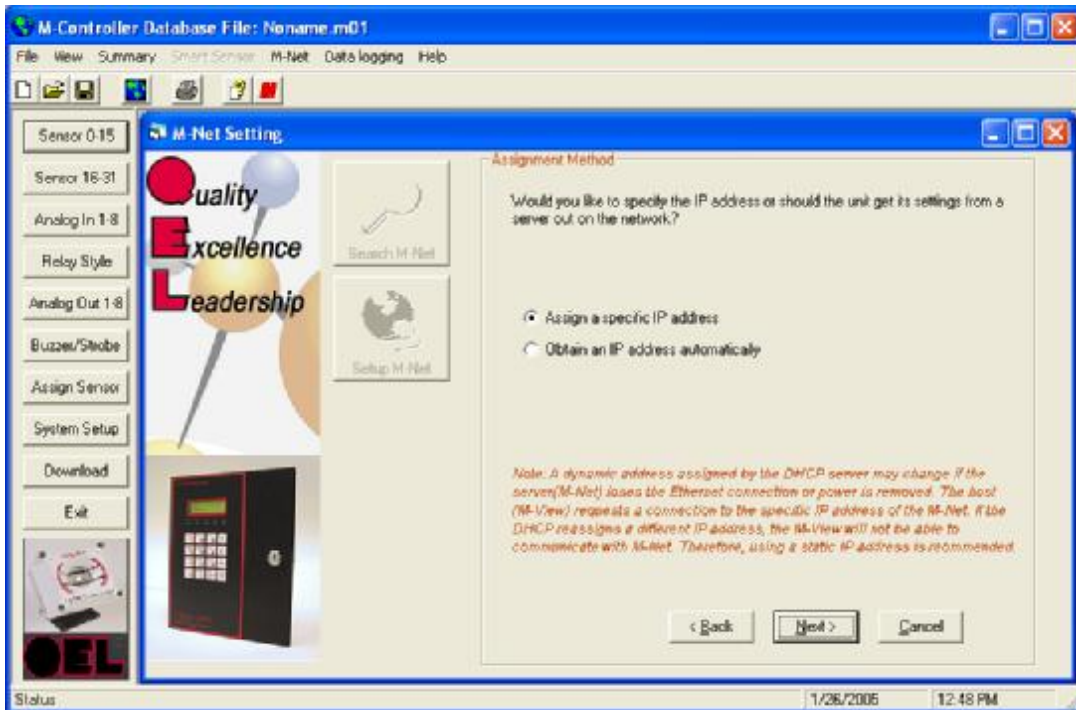 M-Controller Database File: Noname.m01
File View Summary Smart Sensor M-Net Data logging Help
Sensor 0-15
Sensor 16-31
Analog In 1-8
Relay Style
Analog Out 1-8
Buzzer/Strobe
Assign Sensor
System Setup
Download
Exit
QEL
M-Net Setting
Quality
Excellence
Leadership
Search M-Net
Setup M-Net
Assignment Method
Would you like to specify the IP address or should the unit get its settings from a
server out on the network?
Assign a specific IP address
Obtain an IP address automatically
Note: A dynamic address assigned by the DHCP server may change if the
server(M-Net) loses the Ethernet connection or power is removed. The host
(M-View) requests a connection to the specific IP address of the M-Net. If the
DHCP reassigns a different IP address, the M-View will not be able to
communicate with M-Net. Therefore, using a static IP address is recommended
< Back Next > Cancel
Status 1/26/2005 12:48 PM